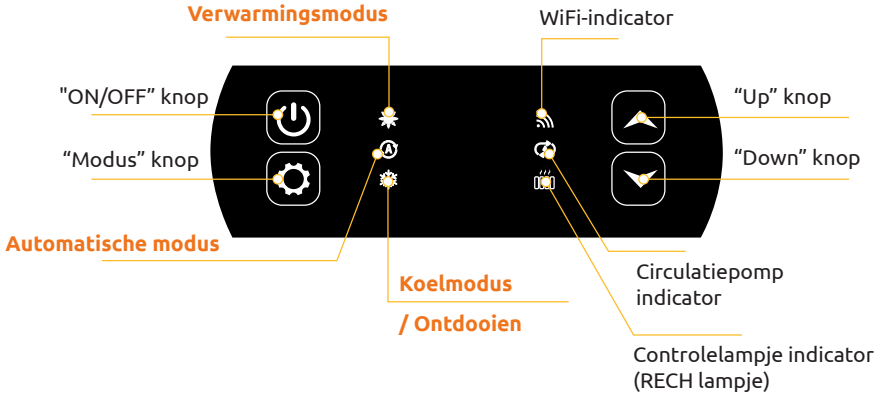 Verwarmingsmodus
WiFi-indicator
"ON/OFF” knop
“Up” knop
“Modus” knop
“Down” knop
A
Automatische modus
Koelmodus
/ Ontdooien
Circulatiepomp
indicator
Controlelampje indicator
(RECH lampje)